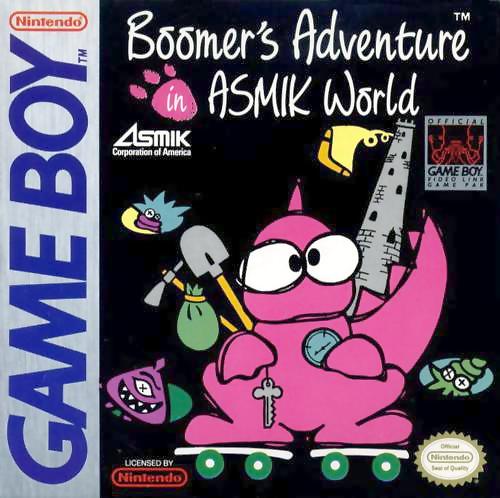 Nintendo
GAME BOY
TM
Boomer's Adventure
TM
in ASMIK World
ASMIK
Corporation of America
OFFICIAL
GAME BOY
VIDEO LINK
GAME PAK
LICENSED BY
Nintendo
Official
Nintendo
Seal of Quality